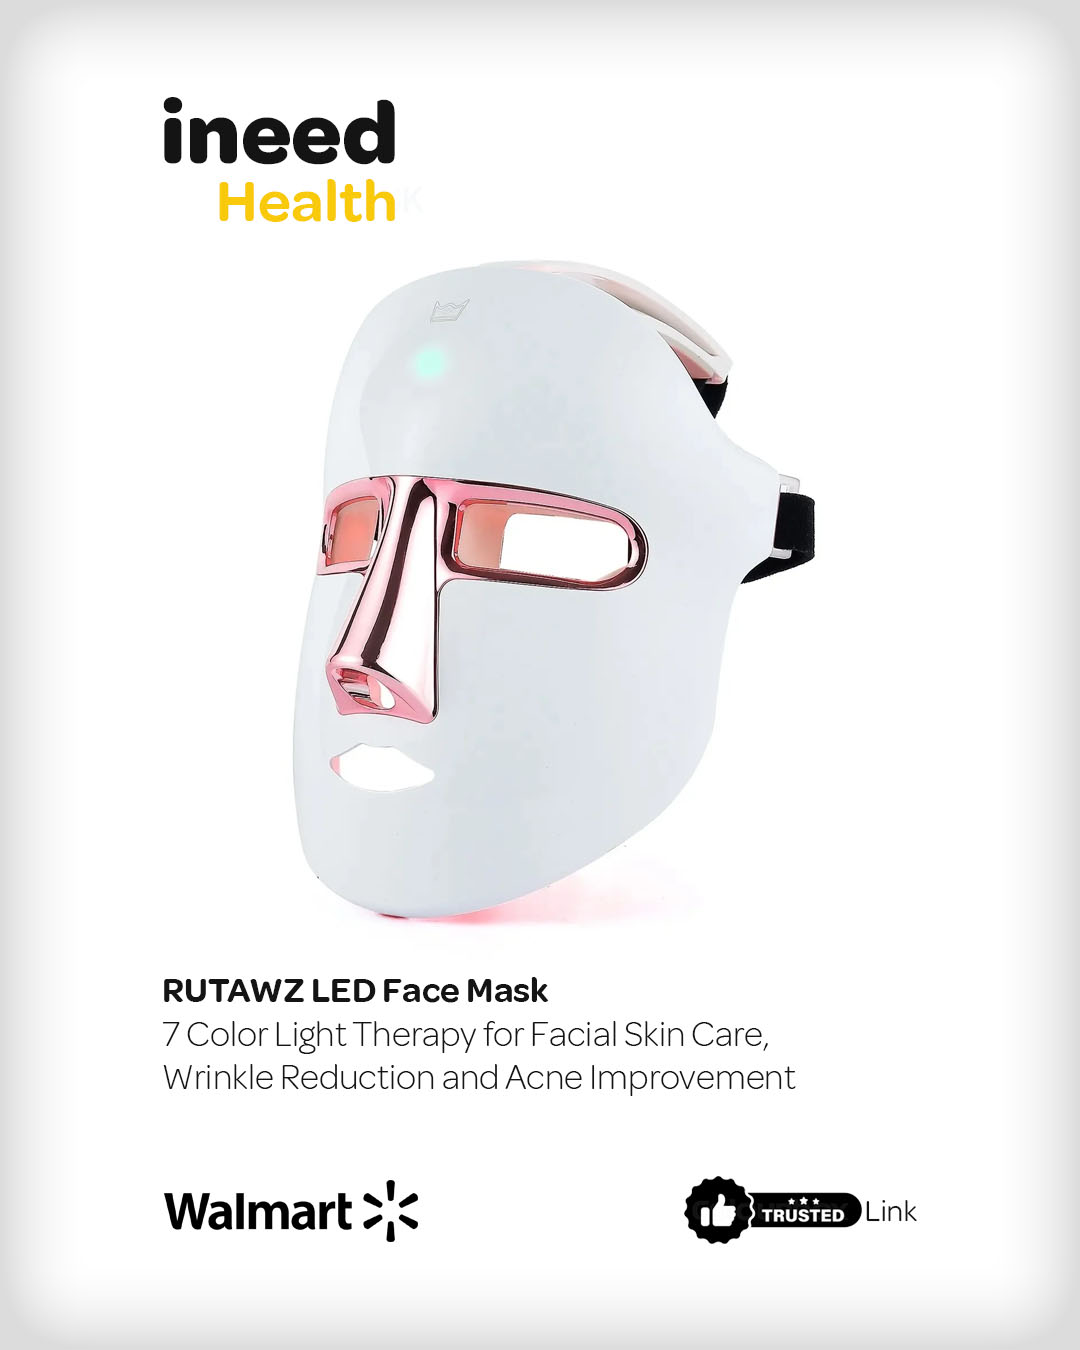 ineed
Health
RUTAWZ LED Face Mask
7 Color Light Therapy for Facial Skin Care,
Wrinkle Reduction and Acne Improvement
Walmart
TRUSTED Link